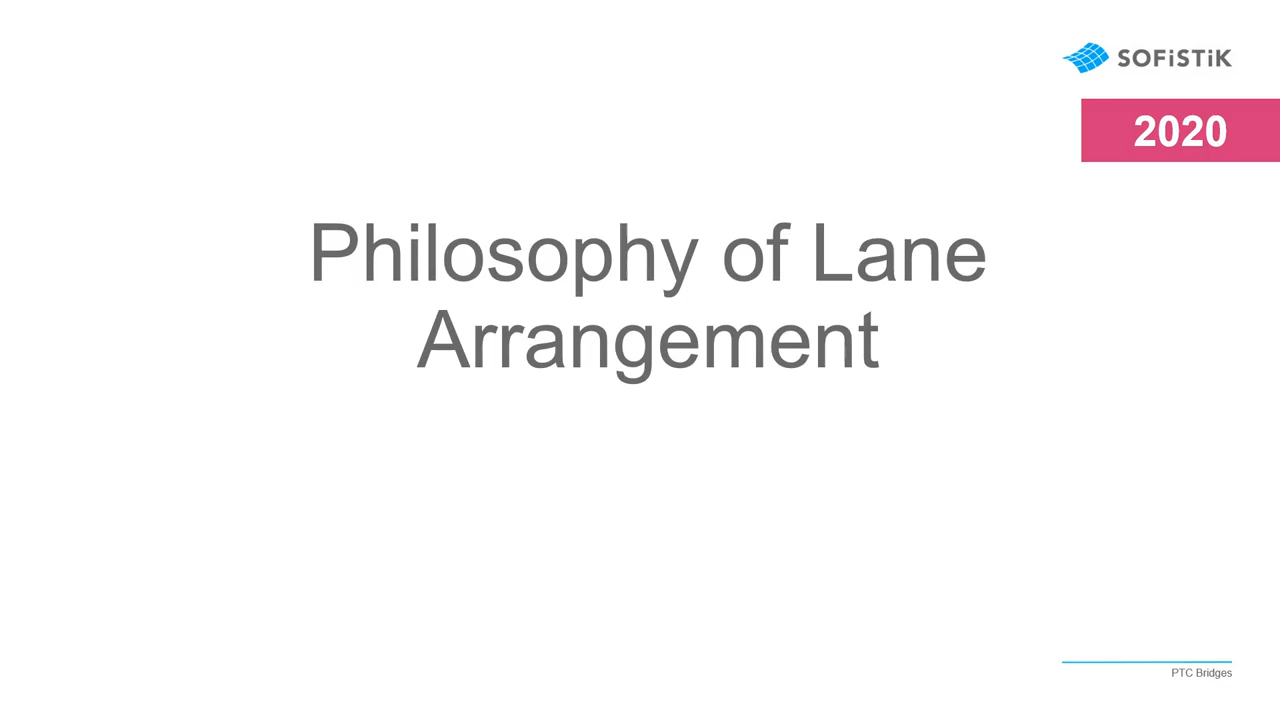 SOFiSTiK
2020
Philosophy of Lane
Arrangement
PTC Bridges